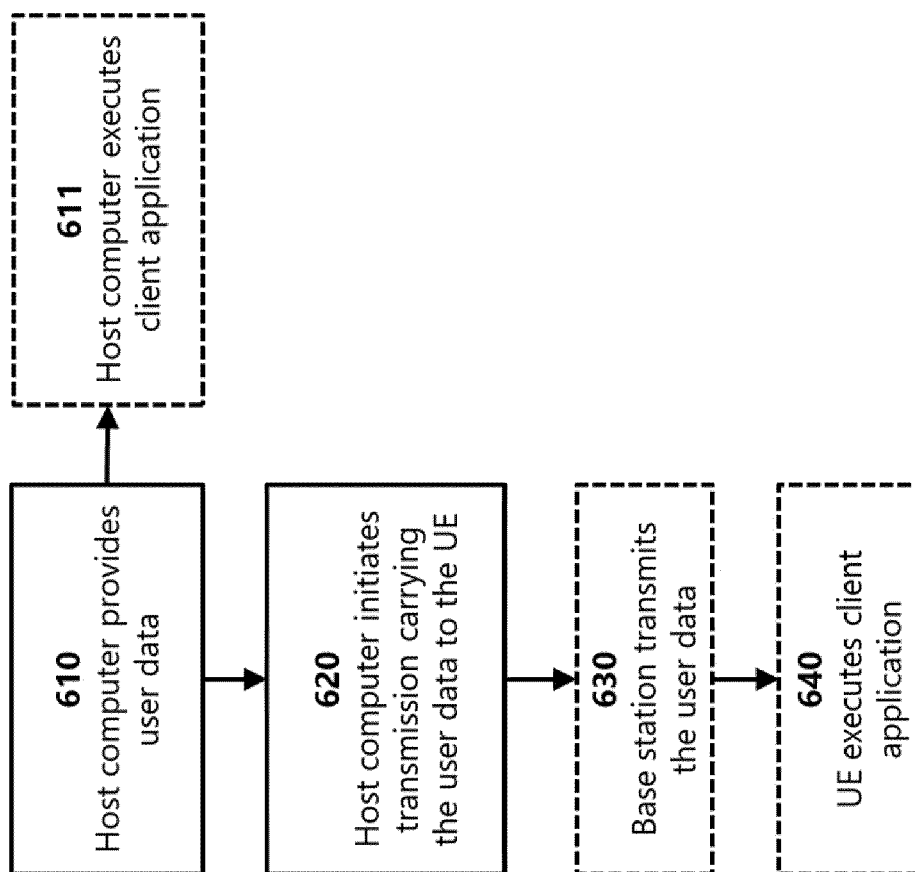 610
Host computer provides
user data
611
Host computer executes
client application
620
Host computer initiates
transmission carrying
the user data to the UE
630
Base station transmits
the user data
640
UE executes client
application